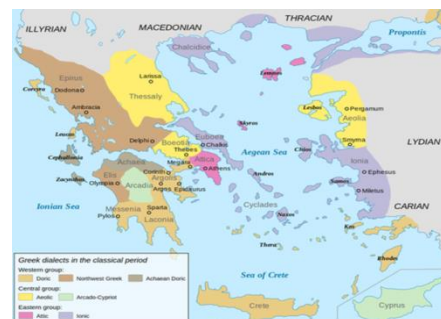 ILLYRIAN
MACEDONIAN
THRACIAN
Propontis
Chalcidice
Epirus
Larissa
Dodona
Thessaly
Corcyra
Lemnos
Ambracia
Lesbos
Pergamum
Aeolia
Leucas
Delphi
Euboea
Skyros
Boeotia
Chalkis
Aegean Sea
LYDIAN
Cephallonia
Thebes
Smyrna
Achaea
Megara
Attica
Chios
Ionia
Zacynthus
Elis
Corinth
Athens
Andros
Ephesus
Olympia
Arcadia
Argolis
Argos
Epidaurus
Samos
Miletus
Ionian Sea
Messenia
Sparta
Cyclades
CARIAN
Pylos
Laconia
Naxos
Kos
Thera
Rhodes
Sea of Crete
Crete
Cyprus
Greek dialects in the classical period
Western group:
Doric
Northwest Greek
Achaean Doric
Central group:
Aeolic
Arcado-Cypriot
Eastern group:
Attic
Ionic